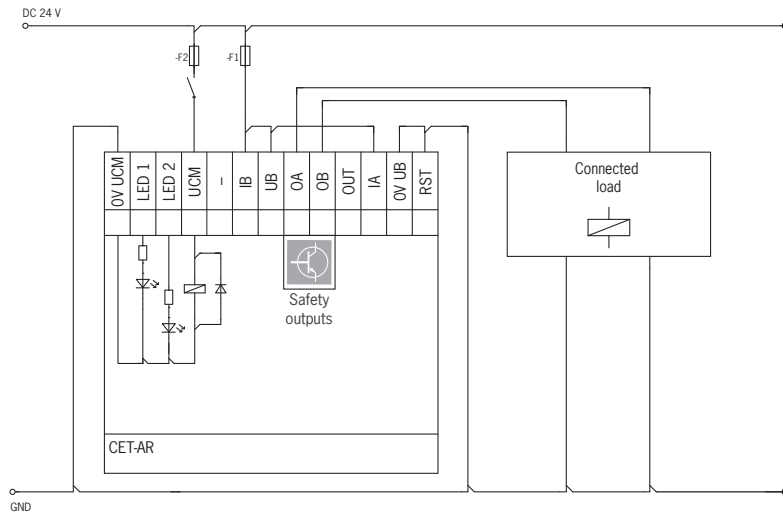 DC 24 V
-F2
-F1
0V UCM
LED 1
LED 2
UCM
-
IB
UB
OA
OB
OUT
IA
0V UB
RST
Connected
load
Safety
outputs
CET-AR
GND